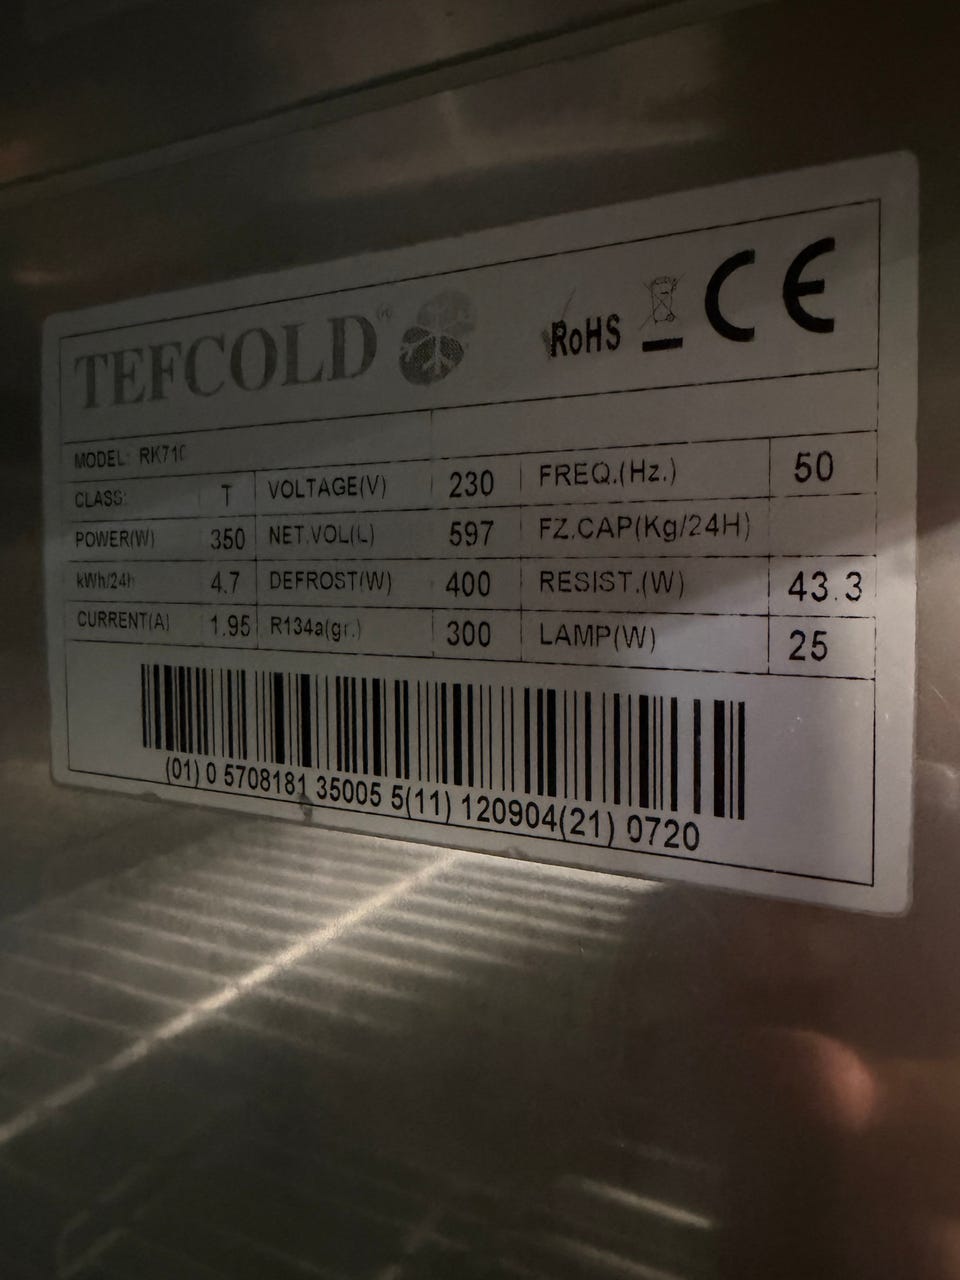 TEFCOLD® RoHS CE
MODEL: RK710
CLASS: T VOLTAGE(V) 230 FREQ.(Hz.) 50
POWER(W) 350 NET.VOL(L) 597 FZ.CAP(Kg/24H)
kWh/24h 4.7 DEFROST(W) 400 RESIST.(W) 43.3
CURRENT(A) 1.95 R134a(gr.) 300 LAMP(W) 25
(01) 0 5708181 35005 5(11) 120904(21) 0720